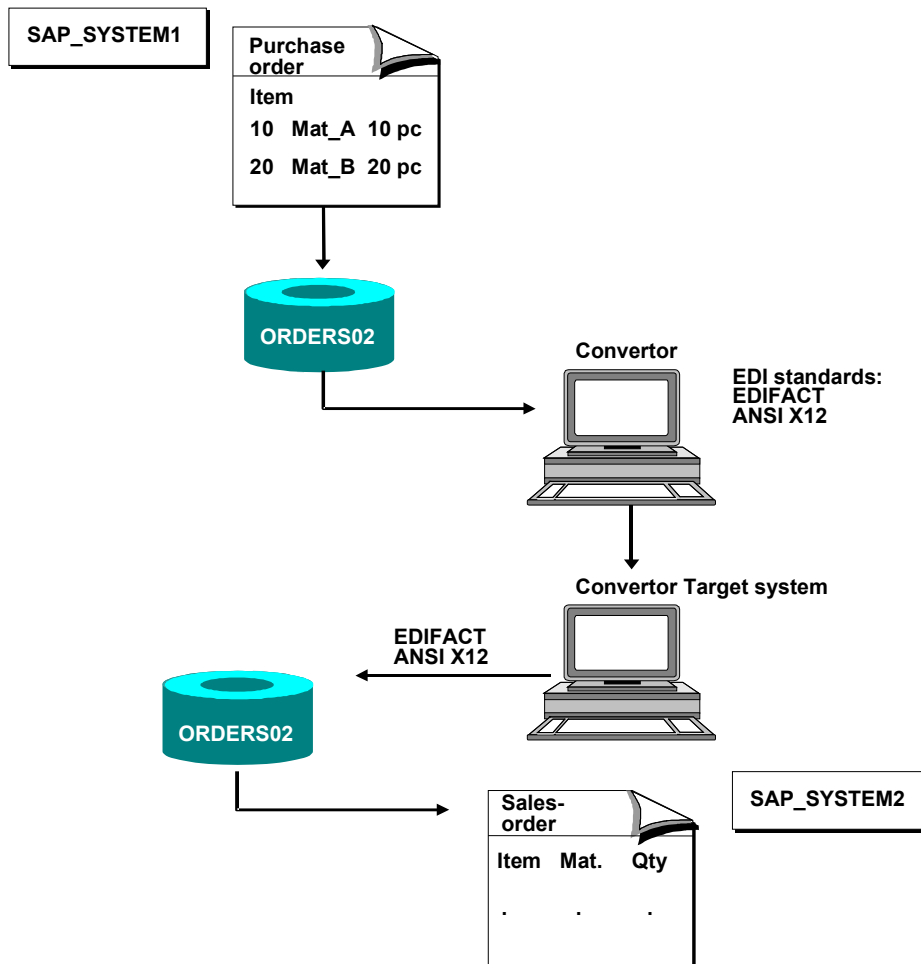 SAP_SYSTEM1
Purchase
order
Item
10 Mat_A 10 pc
20 Mat_B 20 pc
ORDERS02
Convertor
EDI standards:
EDIFACT
ANSI X12
Convertor Target system
EDIFACT
ANSI X12
ORDERS02
SAP_SYSTEM2
Sales-
order
Item Mat. Qty
. . .